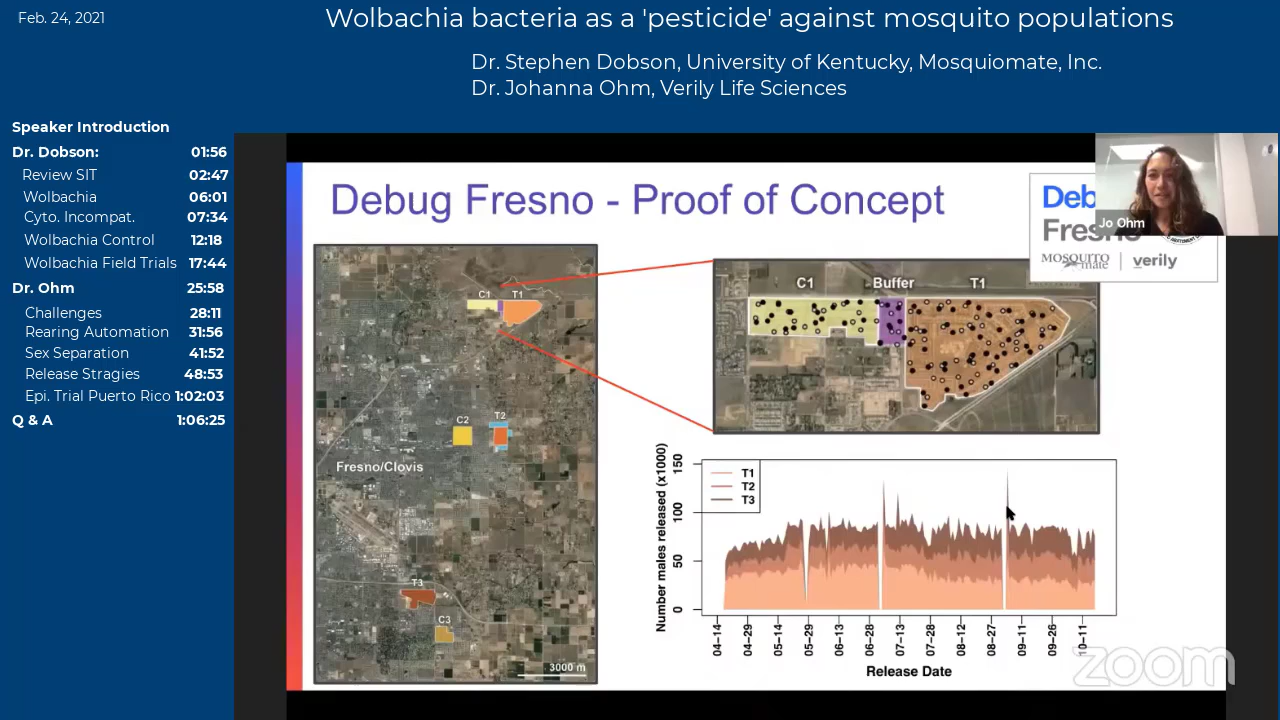 Feb. 24, 2021
Wolbachia bacteria as a 'pesticide' against mosquito populations
Dr. Stephen Dobson, University of Kentucky, Mosquiomate, Inc.
Dr. Johanna Ohm, Verily Life Sciences
Speaker Introduction
Dr. Dobson: 01:56
Review SIT 02:47
Wolbachia 06:01
Cyto. Incompat. 07:34
Wolbachia Control 12:18
Wolbachia Field Trials 17:44
Dr. Ohm 25:58
Challenges 28:11
Rearing Automation 31:56
Sex Separation 41:52
Release Stragies 48:53
Epi. Trial Puerto Rico 1:02:03
Q & A 1:06:25
Debug Fresno - Proof of Concept
Jo Ohm
Deb
Fresno
MOSQUITO mate | verily
C1 T1
C2 T2
Fresno/Clovis
T3
C3
3000 m
C1 Buffer T1
Number males released (x1000)
150
100
50
0
T1
T2
T3
04-14 04-29 05-14 05-29 06-13 06-28 07-13 07-28 08-12 08-27 09-11 09-26 10-11
Release Date
zoom